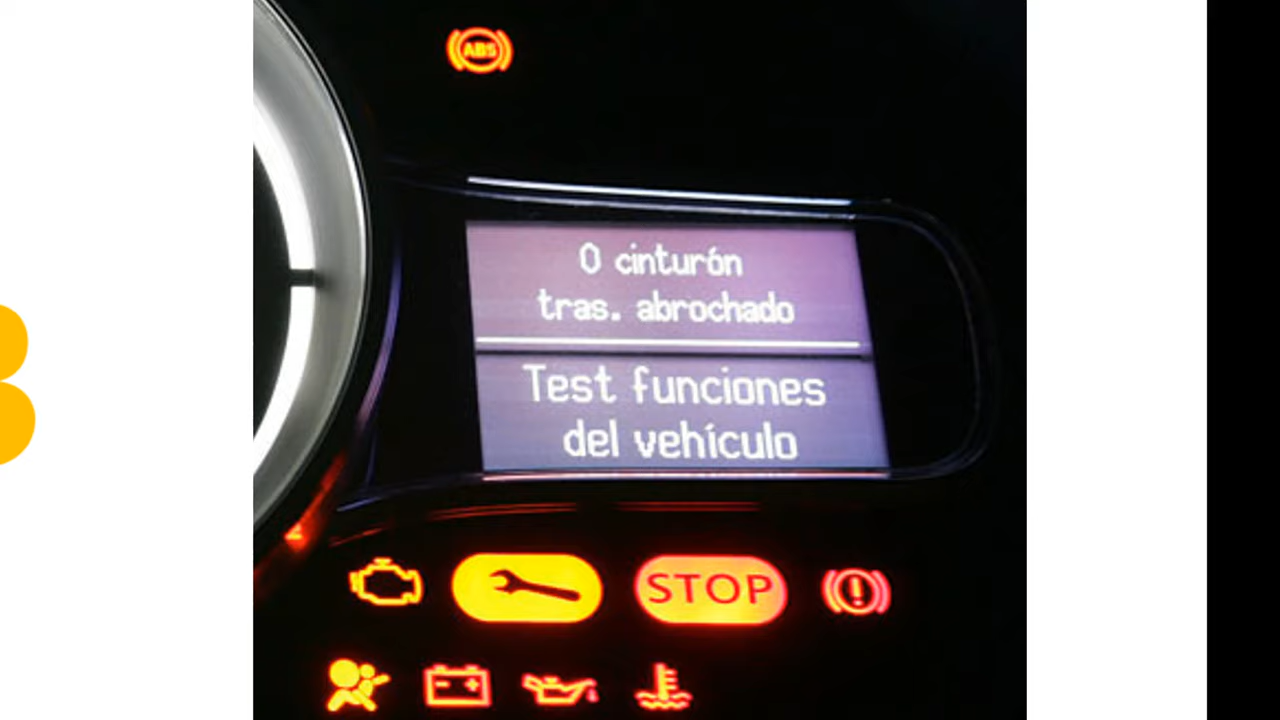 ABS
0 cinturón
tras. abrochado
Test funciones
del vehículo
STOP